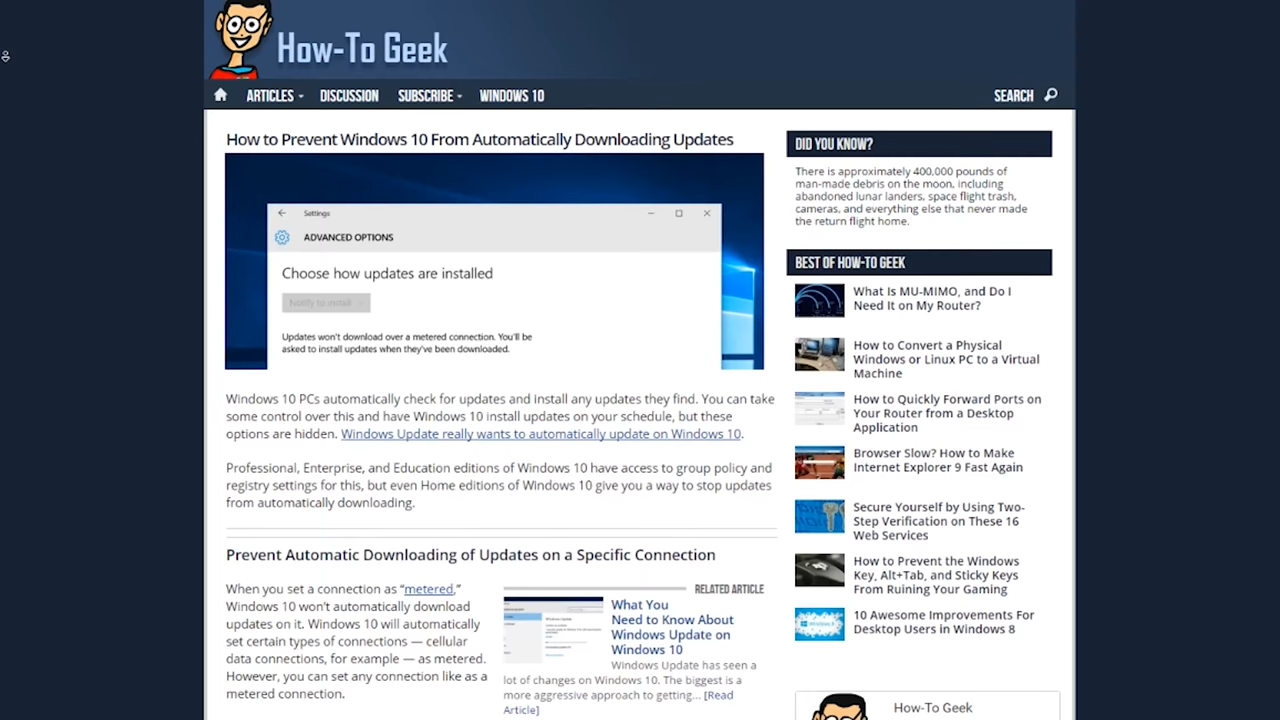 How-To Geek
ARTICLES
DISCUSSION
SUBSCRIBE
WINDOWS 10
SEARCH
How to Prevent Windows 10 From Automatically Downloading Updates
Settings
ADVANCED OPTIONS
Choose how updates are installed
Notify to install
Updates won't download over a metered connection. You'll be
asked to install updates when they've been downloaded.
Windows 10 PCs automatically check for updates and install any updates they find. You can take
some control over this and have Windows 10 install updates on your schedule, but these
options are hidden. Windows Update really wants to automatically update on Windows 10.
Professional, Enterprise, and Education editions of Windows 10 have access to group policy and
registry settings for this, but even Home editions of Windows 10 give you a way to stop updates
from automatically downloading.
Prevent Automatic Downloading of Updates on a Specific Connection
When you set a connection as “metered,”
Windows 10 won't automatically download
updates on it. Windows 10 will automatically
set certain types of connections — cellular
data connections, for example — as metered.
However, you can set any connection like as a
metered connection.
RELATED ARTICLE
What You
Need to Know About
Windows Update on
Windows 10
Windows Update has seen a
lot of changes on Windows 10. The biggest is a
more aggressive approach to getting... [Read
Article]
DID YOU KNOW?
There is approximately 400,000 pounds of
man-made debris on the moon, including
abandoned lunar landers, space flight trash,
cameras, and everything else that never made
the return flight home.
BEST OF HOW-TO GEEK
What Is MU-MIMO, and Do I
Need It on My Router?
How to Convert a Physical
Windows or Linux PC to a Virtual
Machine
How to Quickly Forward Ports on
Your Router from a Desktop
Application
Browser Slow? How to Make
Internet Explorer 9 Fast Again
Secure Yourself by Using Two-
Step Verification on These 16
Web Services
How to Prevent the Windows
Key, Alt+Tab, and Sticky Keys
From Ruining Your Gaming
10 Awesome Improvements For
Desktop Users in Windows 8
How-To Geek